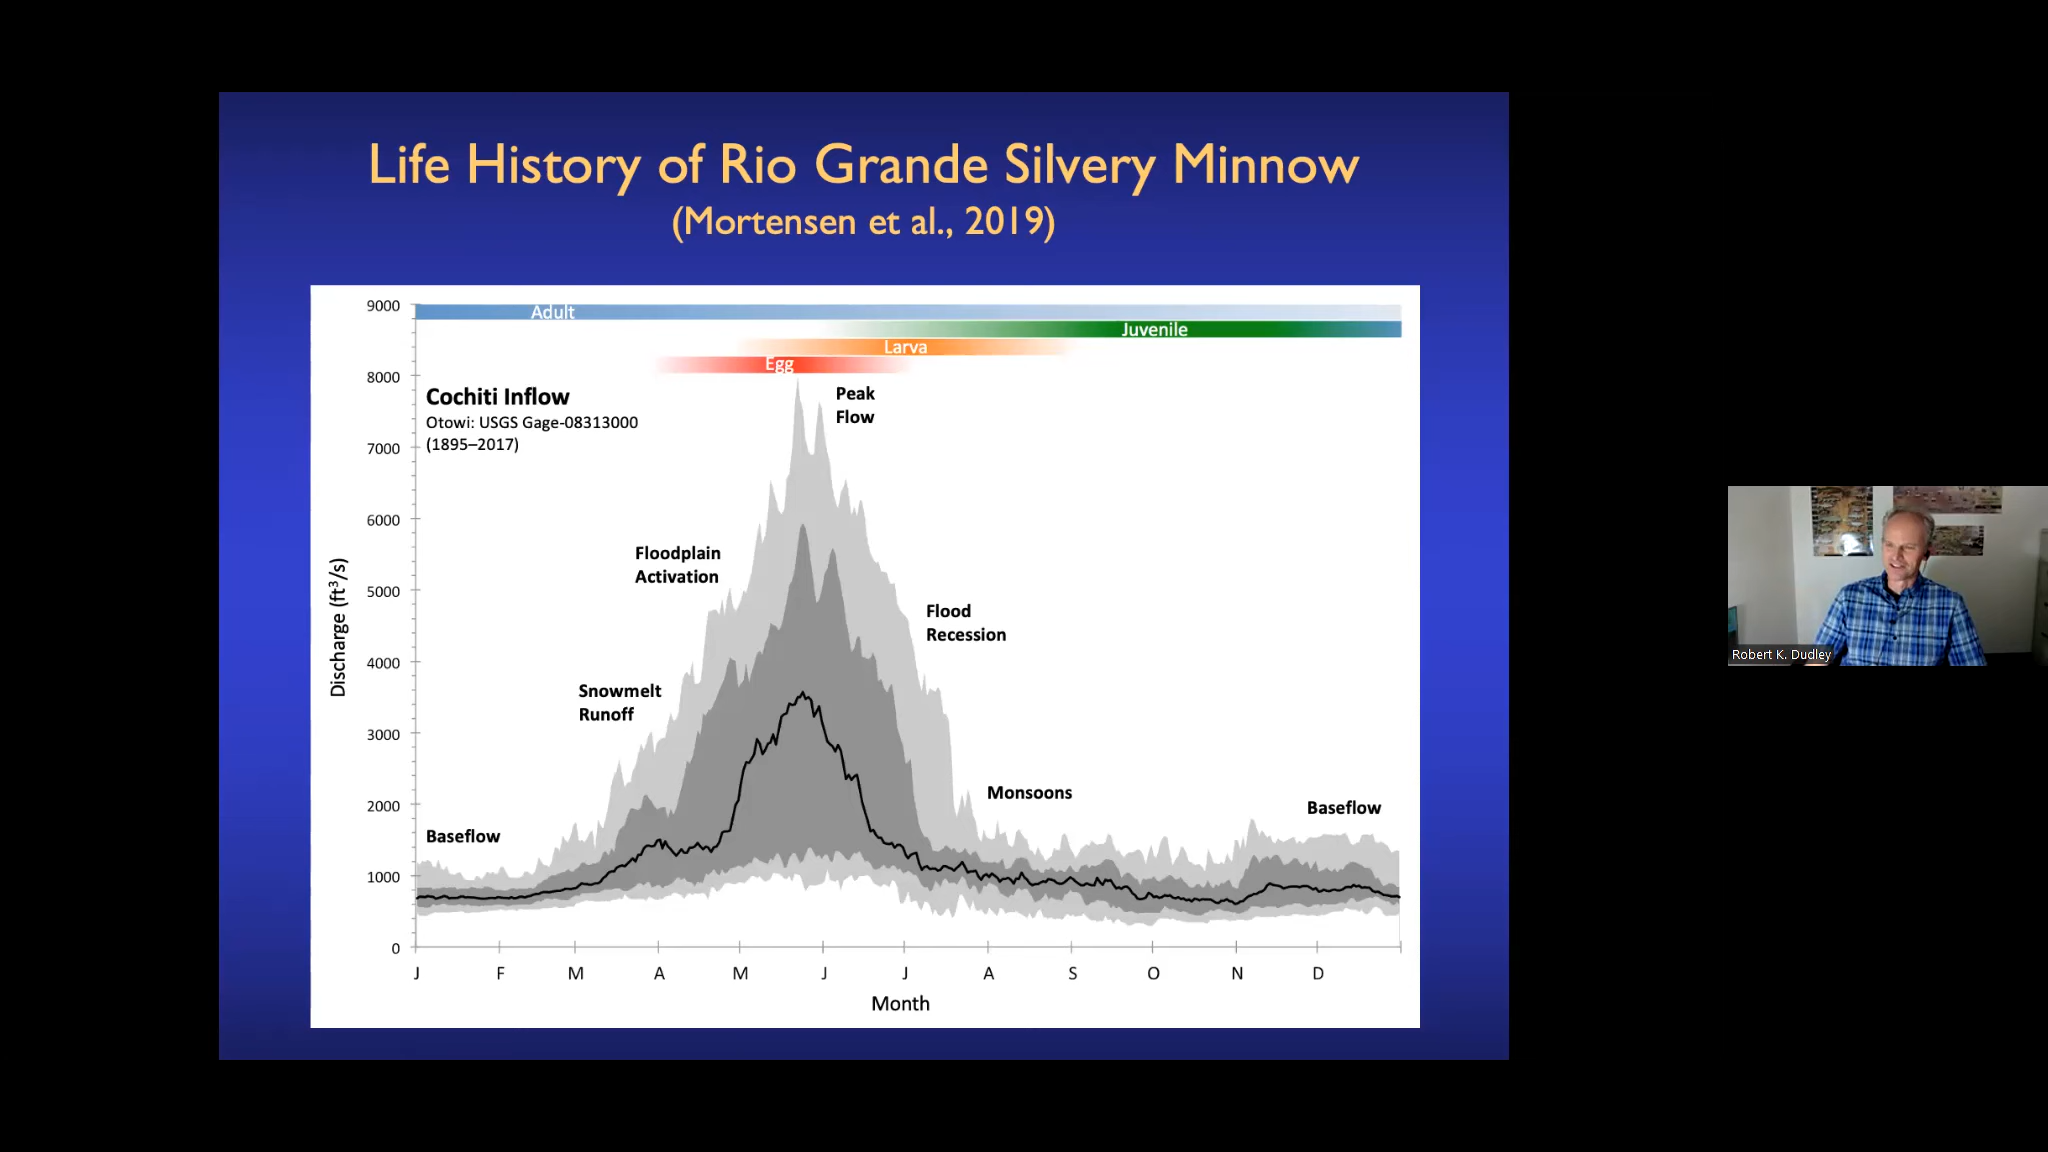 Life History of Rio Grande Silvery Minnow
(Mortensen et al., 2019)
9000
8000
7000
6000
5000
4000
3000
2000
1000
0
Discharge (ft³/s)
Adult
Juvenile
Larva
Egg
Cochiti Inflow
Otowi: USGS Gage-08313000
(1895–2017)
Peak
Flow
Floodplain
Activation
Flood
Recession
Snowmelt
Runoff
Monsoons
Baseflow
Baseflow
J F M A M J J A S O N D
Month
Robert K. Dudley